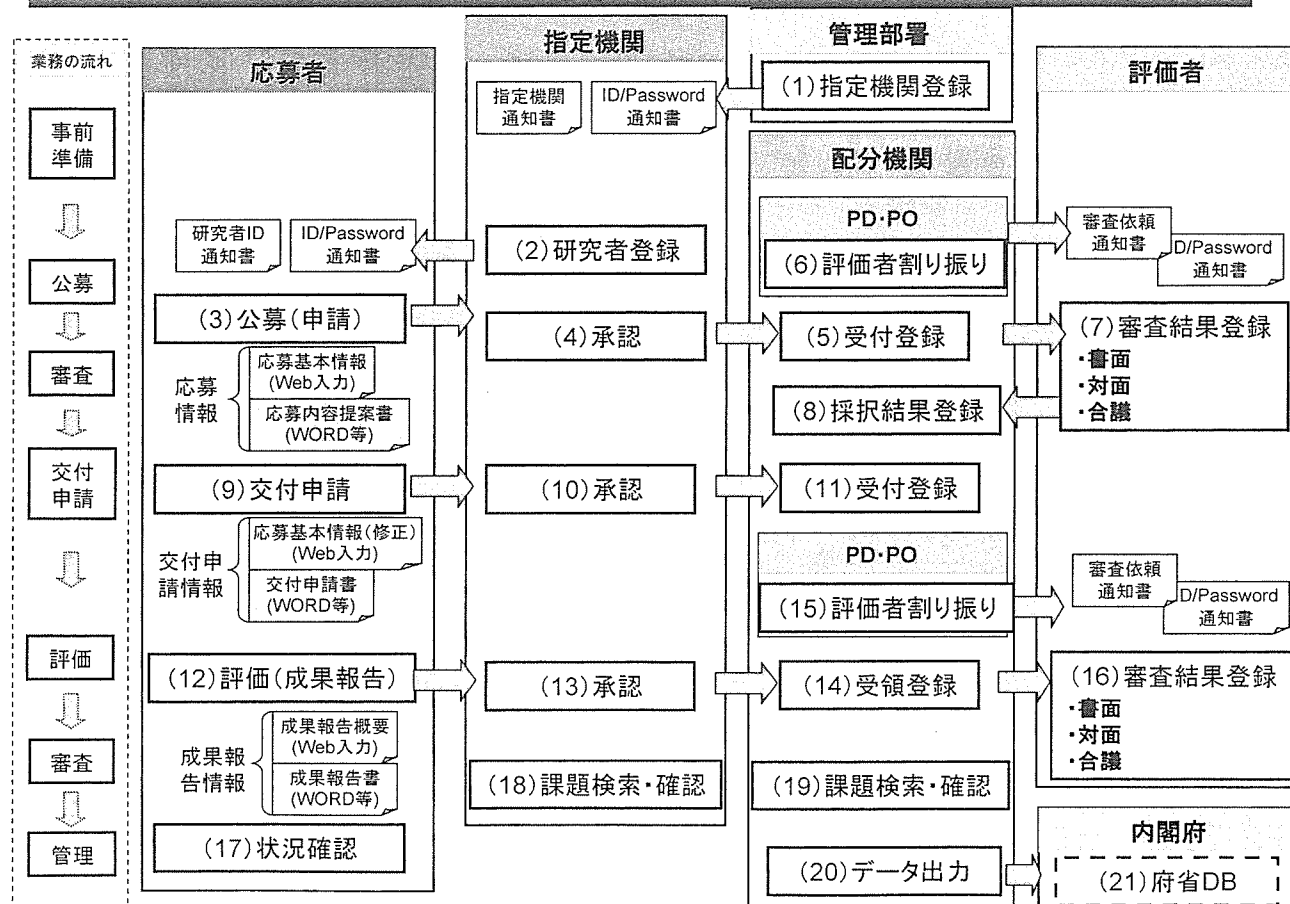 業務の流れ
事前
準備
公募
審査
交付
申請
評価
審査
管理
応募者
研究者ID
通知書
ID/Password
通知書
(3)公募(申請)
応募
情報
応募基本情報
(Web入力)
応募内容提案書
(WORD等)
(9)交付申請
交付申
請情報
応募基本情報(修正)
(Web入力)
交付申請書
(WORD等)
(12)評価(成果報告)
成果報
告情報
成果報告概要
(Web入力)
成果報告書
(WORD等)
(17)状況確認
指定機関
指定機関
通知書
ID/Password
通知書
(2)研究者登録
(4)承認
(10)承認
(13)承認
(18)課題検索・確認
管理部署
(1)指定機関登録
配分機関
PD・PO
(6)評価者割り振り
(5)受付登録
(8)採択結果登録
(11)受付登録
PD・PO
(15)評価者割り振り
(14)受領登録
(19)課題検索・確認
(20)データ出力
評価者
審査依頼
通知書
D/Password
通知書
(7)審査結果登録
・書面
・対面
・合議
審査依頼
通知書
D/Password
通知書
(16)審査結果登録
・書面
・対面
・合議
内閣府
(21)府省DB